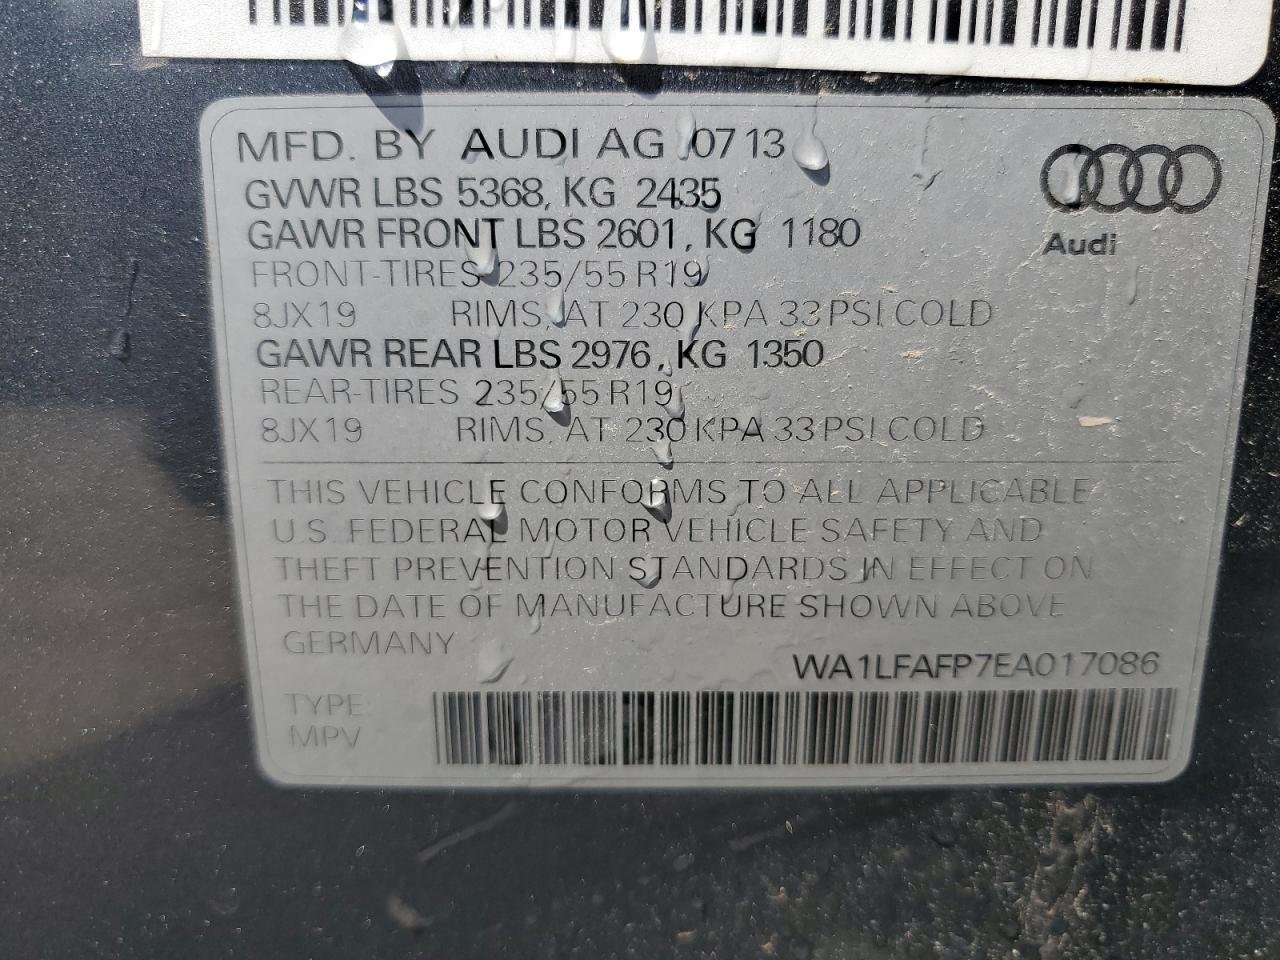 MFD. BY AUDI AG 0713
GVWR LBS 5368, KG 2435
GAWR FRONT LBS 2601, KG 1180
FRONT-TIRES 235/55 R19
8JX19 RIMS, AT 230 KPA 33 PSI COLD
GAWR REAR LBS 2976, KG 1350
REAR-TIRES 235/55 R19
8JX19 RIMS, AT 230 KPA 33 PSI COLD
Audi
THIS VEHICLE CONFORMS TO ALL APPLICABLE
U.S. FEDERAL MOTOR VEHICLE SAFETY AND
THEFT PREVENTION STANDARDS IN EFFECT ON
THE DATE OF MANUFACTURE SHOWN ABOVE
GERMANY
WA1LFAFP7EA017086
TYPE:
MPV